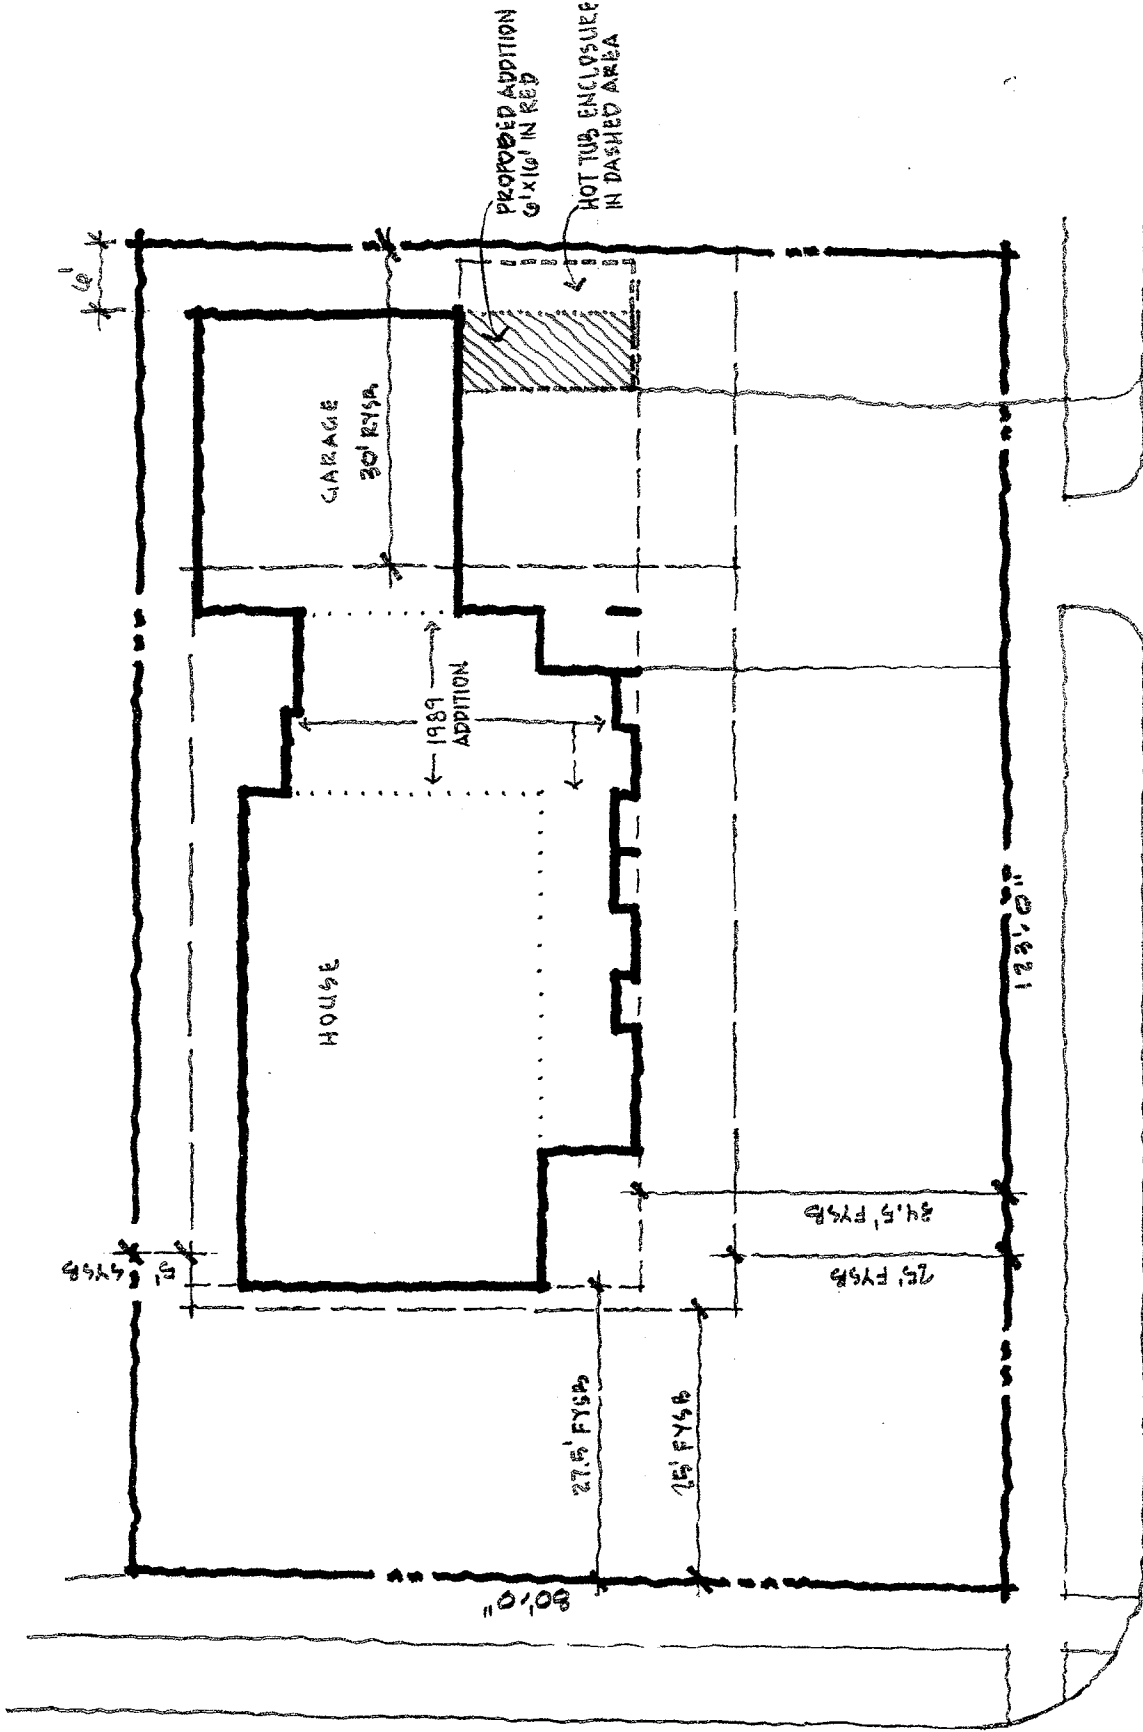 PROPOSED ADDITION
6'x16' IN RED
HOT TUB ENCLOSURE
IN DASHED AREA
6'
GARAGE
30' RYSB
1989
ADDITION
HOUSE
123'-0"
5'
SYSB
34.5' FYSB
25' FYSB
27.5' FYSB
25' FYSB
80'-0"